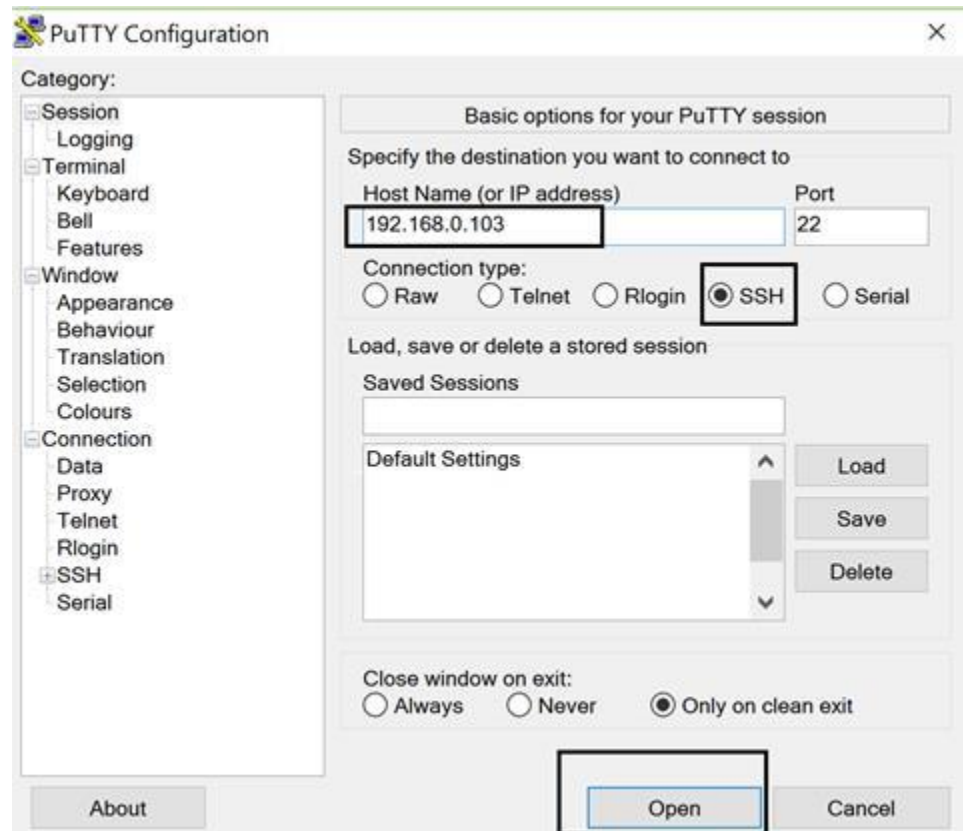 PuTTY Configuration
Category:
Session
Logging
Terminal
Keyboard
Bell
Features
Window
Appearance
Behaviour
Translation
Selection
Colours
Connection
Data
Proxy
Telnet
Rlogin
SSH
Serial
Basic options for your PuTTY session
Specify the destination you want to connect to
Host Name (or IP address) Port
192.168.0.103 22
Connection type:
Raw Telnet Rlogin SSH Serial
Load, save or delete a stored session
Saved Sessions
Default Settings
Load
Save
Delete
Close window on exit:
Always Never Only on clean exit
About Open Cancel